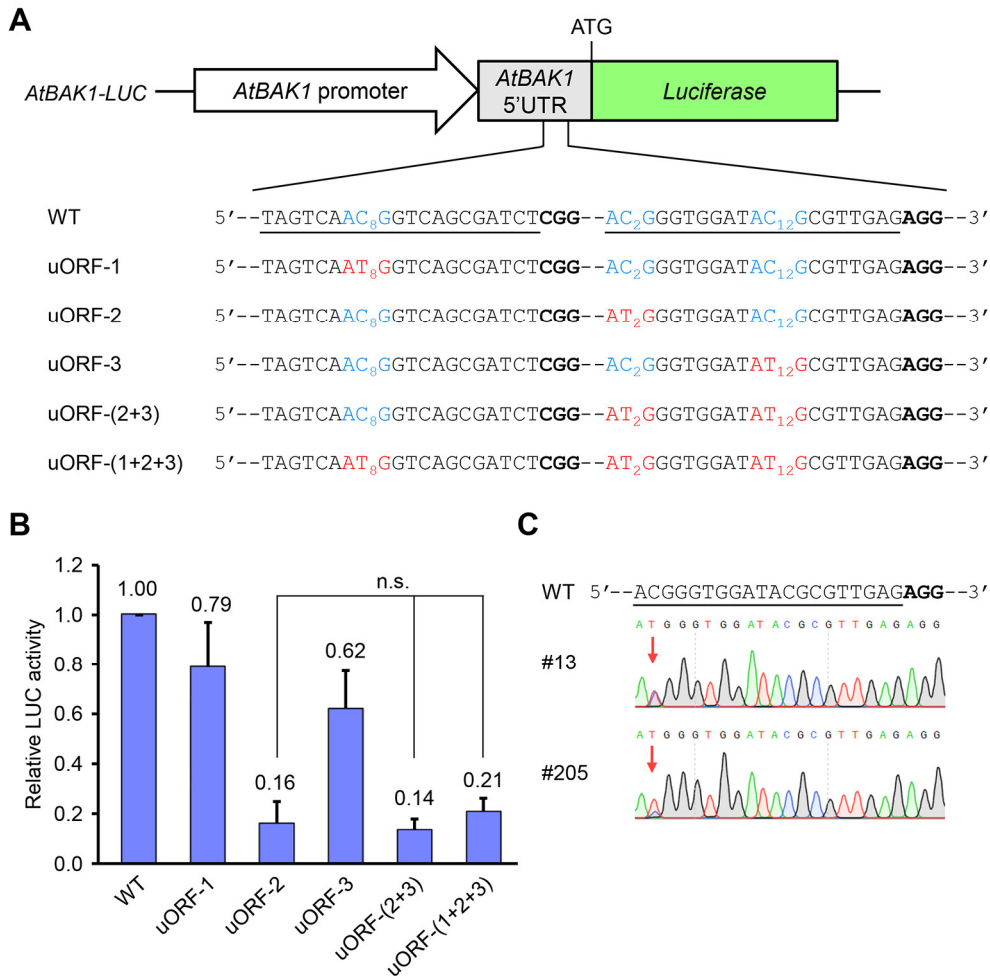 A
ATG
AtBAK1-LUC
AtBAK1 promoter
AtBAK1
5'UTR
Luciferase
WT 5′--TAGTCAAC₈GGTCAGCGATCTCGG--AC₂GGGTGGATAC₁₂GCGTTGAGAGG--3′
uORF-1 5′--TAGTCAAT₈GGTCAGCGATCTCGG--AC₂GGGTGGATAC₁₂GCGTTGAGAGG--3′
uORF-2 5′--TAGTCAAC₈GGTCAGCGATCTCGG--AT₂GGGTGGATAC₁₂GCGTTGAGAGG--3′
uORF-3 5′--TAGTCAAC₈GGTCAGCGATCTCGG--AC₂GGGTGGATAT₁₂GCGTTGAGAGG--3′
uORF-(2+3) 5′--TAGTCAAC₈GGTCAGCGATCTCGG--AT₂GGGTGGATAT₁₂GCGTTGAGAGG--3′
uORF-(1+2+3) 5′--TAGTCAAT₈GGTCAGCGATCTCGG--AT₂GGGTGGATAT₁₂GCGTTGAGAGG--3′
B
Relative LUC activity
1.2
1.0
0.8
0.6
0.4
0.2
0.0
1.00
0.79
0.16
0.62
0.14
0.21
n.s.
WT
uORF-1
uORF-2
uORF-3
uORF-(2+3)
uORF-(1+2+3)
C
WT 5′--ACGGGTGGATACGCGTTGAGAGG--3′
A T G G G T G G A T A C G C G T T G A G A G G
#13
A T G G G T G G A T A C G C G T T G A G A G G
#205